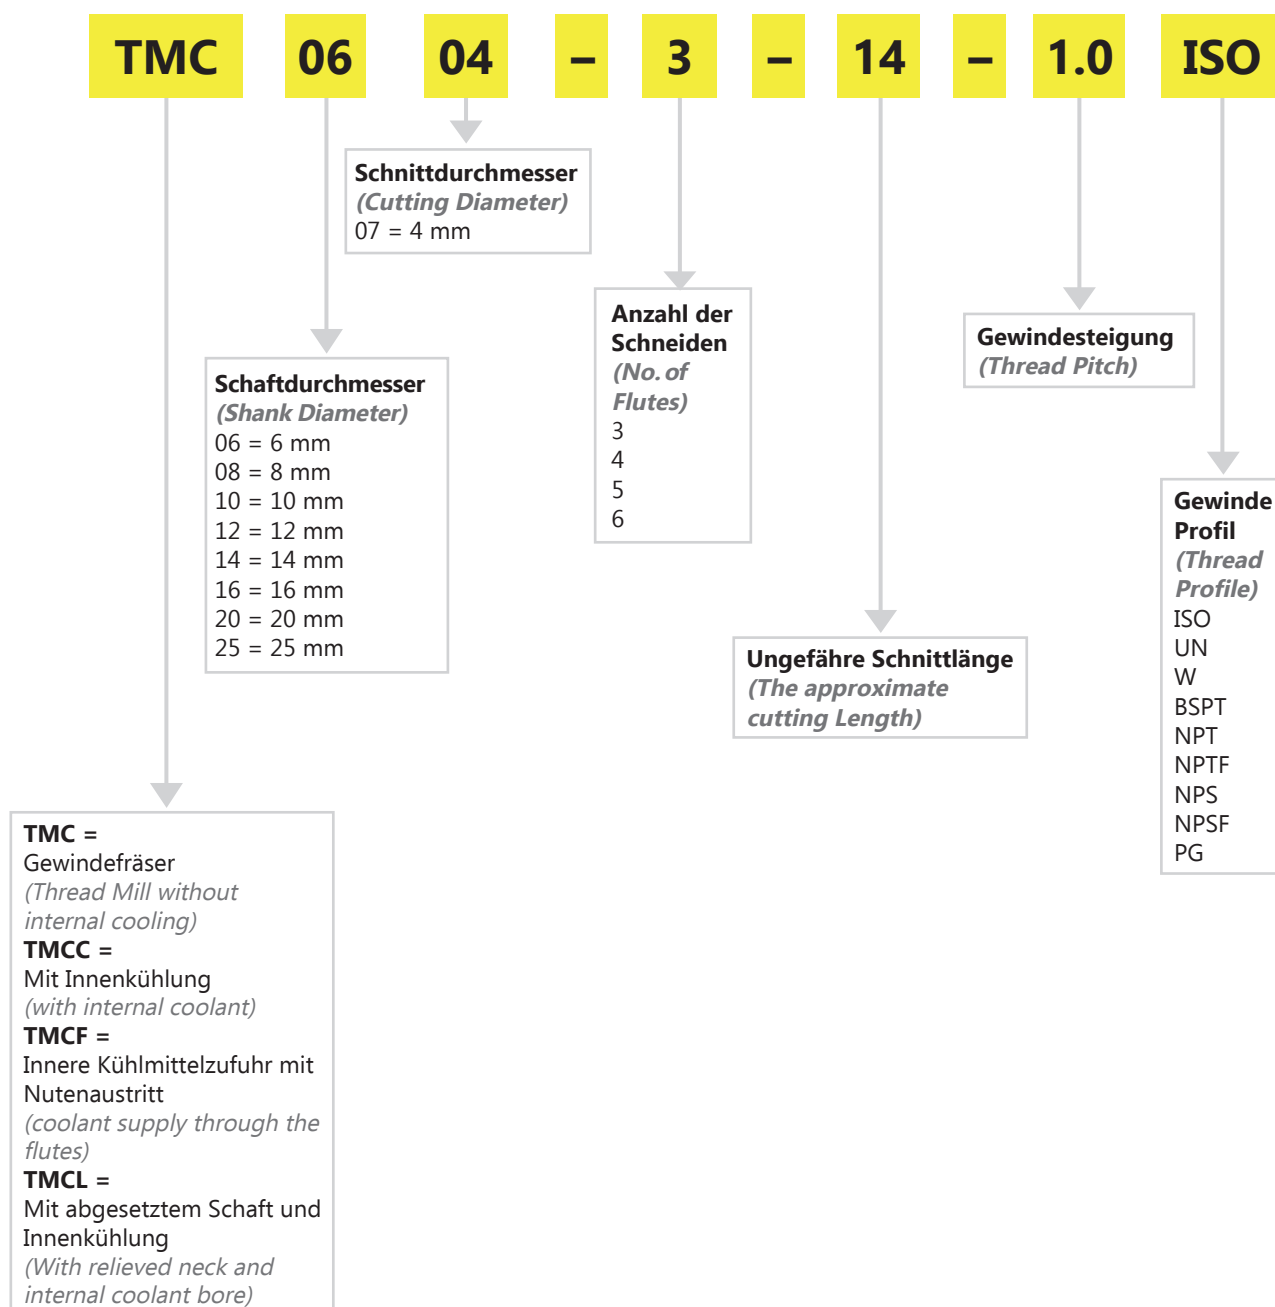 TMC 06 04 – 3 – 14 – 1.0 ISO
Schnittdurchmesser
(Cutting Diameter)
07 = 4 mm
Anzahl der
Schneiden
(No. of
Flutes)
3
4
5
6
Gewindesteigung
(Thread Pitch)
Schaftdurchmesser
(Shank Diameter)
06 = 6 mm
08 = 8 mm
10 = 10 mm
12 = 12 mm
14 = 14 mm
16 = 16 mm
20 = 20 mm
25 = 25 mm
Gewinde
Profil
(Thread
Profile)
ISO
UN
W
BSPT
NPT
NPTF
NPS
NPSF
PG
Ungefähre Schnittlänge
(The approximate
cutting Length)
TMC =
Gewindefräser
(Thread Mill without
internal cooling)
TMCC =
Mit Innenkühlung
(with internal coolant)
TMCF =
Innere Kühlmittelzufuhr mit
Nutenaustritt
(coolant supply through the
flutes)
TMCL =
Mit abgesetztem Schaft und
Innenkühlung
(With relieved neck and
internal coolant bore)